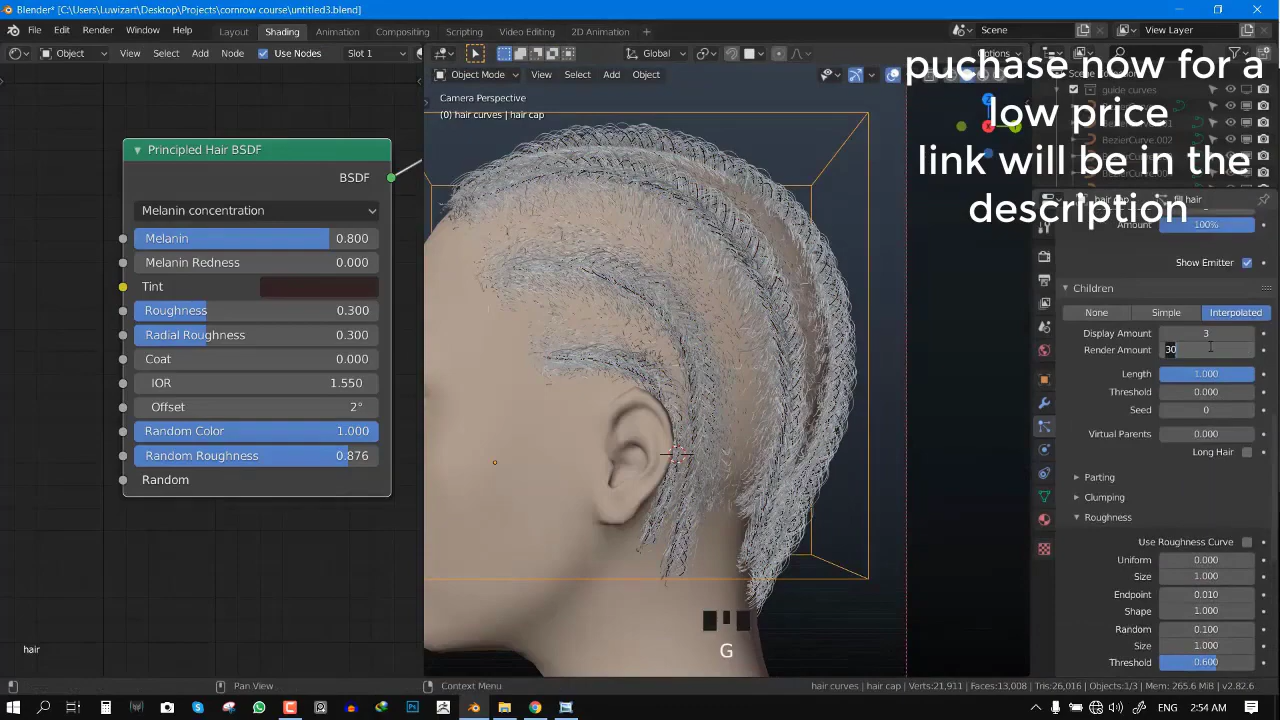 Blender* [C:\Users\Luwizart\Desktop\Projects\cornrow course\untitled3.blend]
File Edit Render Window Help Layout Shading Animation Compositing Scripting Video Editing 2D Animation Scene View Layer
Object View Select Add Node Use Nodes Slot 1 Global Options
Object Mode View Select Add Object
puchase now for a
low price
link will be in the
description
Camera Perspective
(0) hair curves | hair cap
guide curves
BezierCurve.002
hair cap fill hair
Amount 100%
Show Emitter
Children
None Simple Interpolated
Display Amount 3
Render Amount 30
Length 1.000
Threshold 0.000
Seed 0
Virtual Parents 0.000
Long Hair
Parting
Clumping
Roughness
Use Roughness Curve
Uniform 0.000
Size 1.000
Endpoint 0.010
Shape 1.000
Random 0.100
Size 1.000
Threshold 0.600
Principled Hair BSDF
BSDF
Melanin concentration
Melanin 0.800
Melanin Redness 0.000
Tint
Roughness 0.300
Radial Roughness 0.300
Coat 0.000
IOR 1.550
Offset 2°
Random Color 1.000
Random Roughness 0.876
Random
hair
G
Pan View Context Menu hair curves | hair cap | Verts:21,911 | Faces:13,008 | Tris:26,016 | Objects:1/3 | Mem: 265.6 MiB | v2.82.6
ENG 2:54 AM